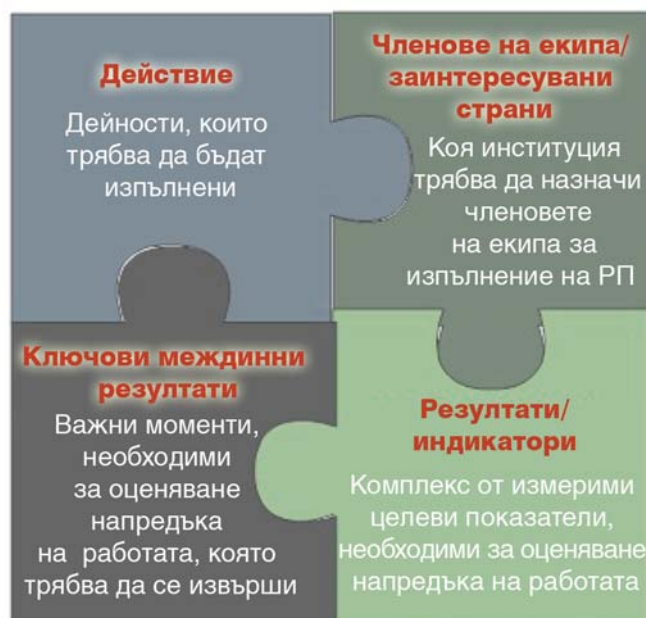 Действие
Дейности, които
трябва да бъдат
изпълнени
Членове на екипа/
заинтересувани
страни
Коя институция
трябва да назначи
членовете
на екипа за
изпълнение на РП
Ключови междинни
резултати
Важни моменти,
необходими
за оценяване
напредъка
на работата, която
трябва да се извърши
Резултати/
индикатори
Комплекс от измерими
целеви показатели,
необходими за оценяване
напредъка на работата